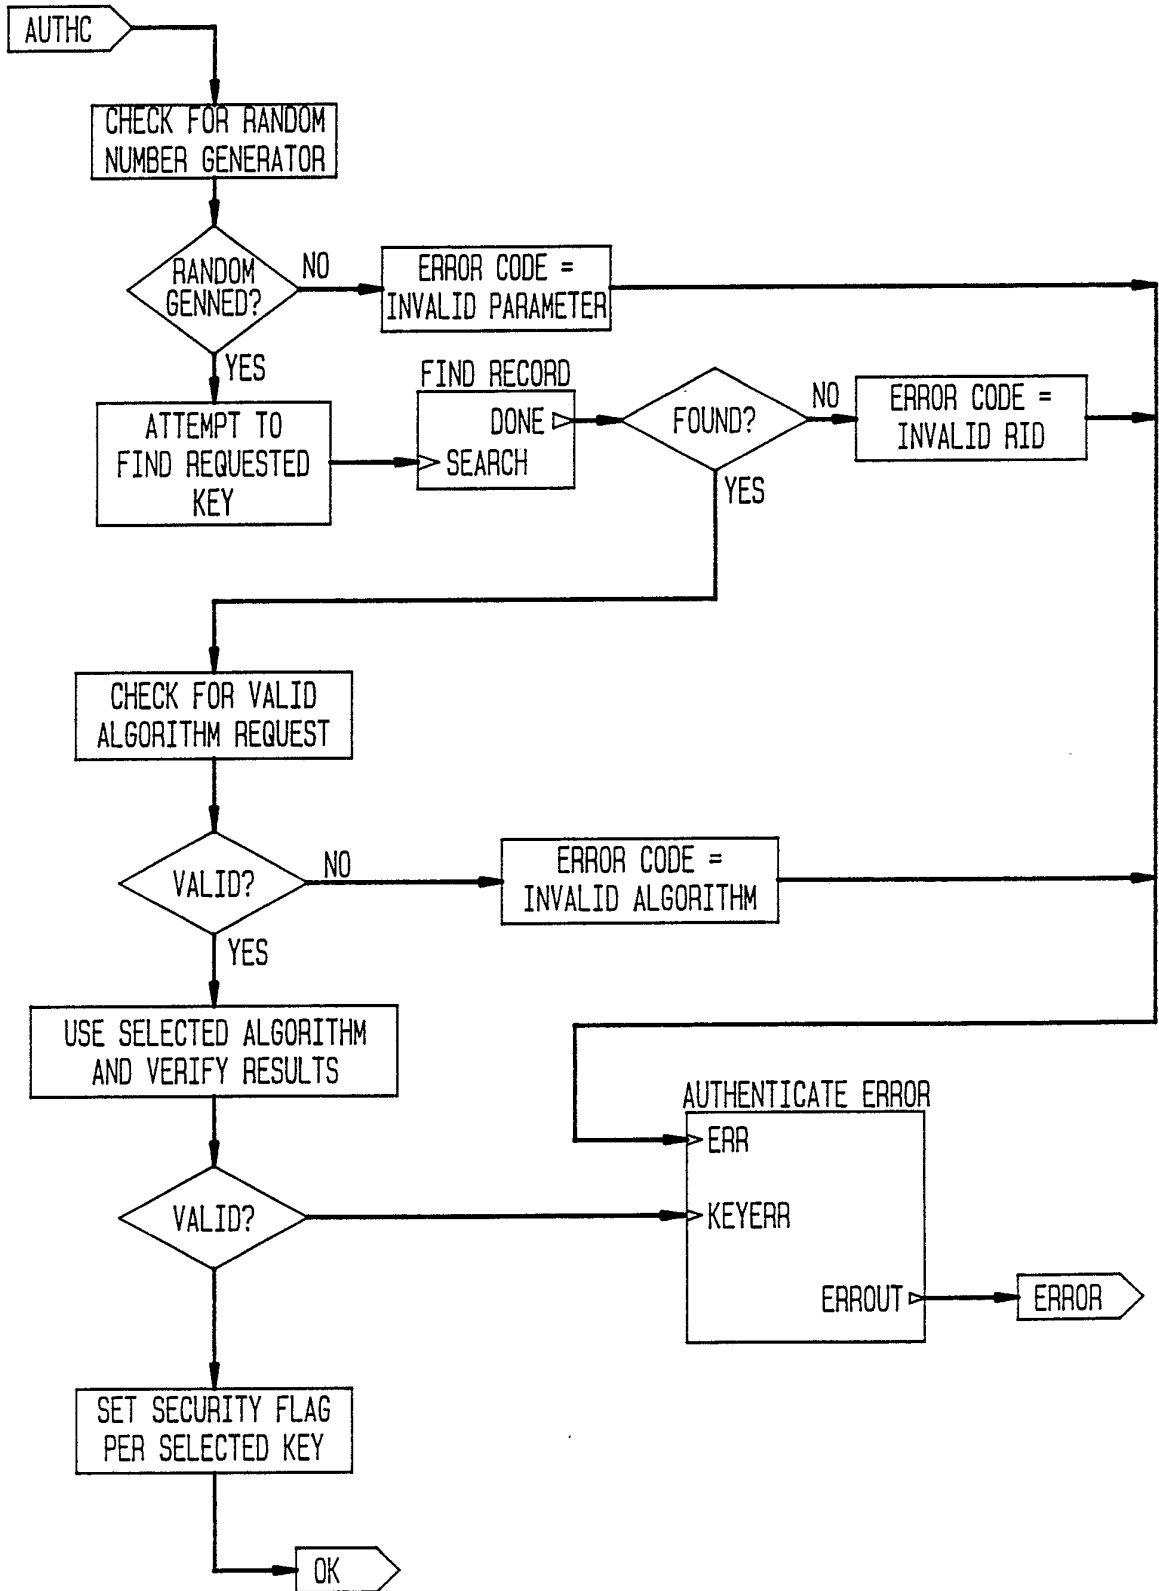 AUTHC
CHECK FOR RANDOM
NUMBER GENERATOR
RANDOM
GENNED?
NO
ERROR CODE =
INVALID PARAMETER
YES
ATTEMPT TO
FIND REQUESTED
KEY
FIND RECORD
DONE
SEARCH
FOUND?
NO
ERROR CODE =
INVALID RID
YES
CHECK FOR VALID
ALGORITHM REQUEST
VALID?
NO
ERROR CODE =
INVALID ALGORITHM
YES
USE SELECTED ALGORITHM
AND VERIFY RESULTS
AUTHENTICATE ERROR
ERR
VALID?
KEYERR
ERROUT
ERROR
SET SECURITY FLAG
PER SELECTED KEY
OK